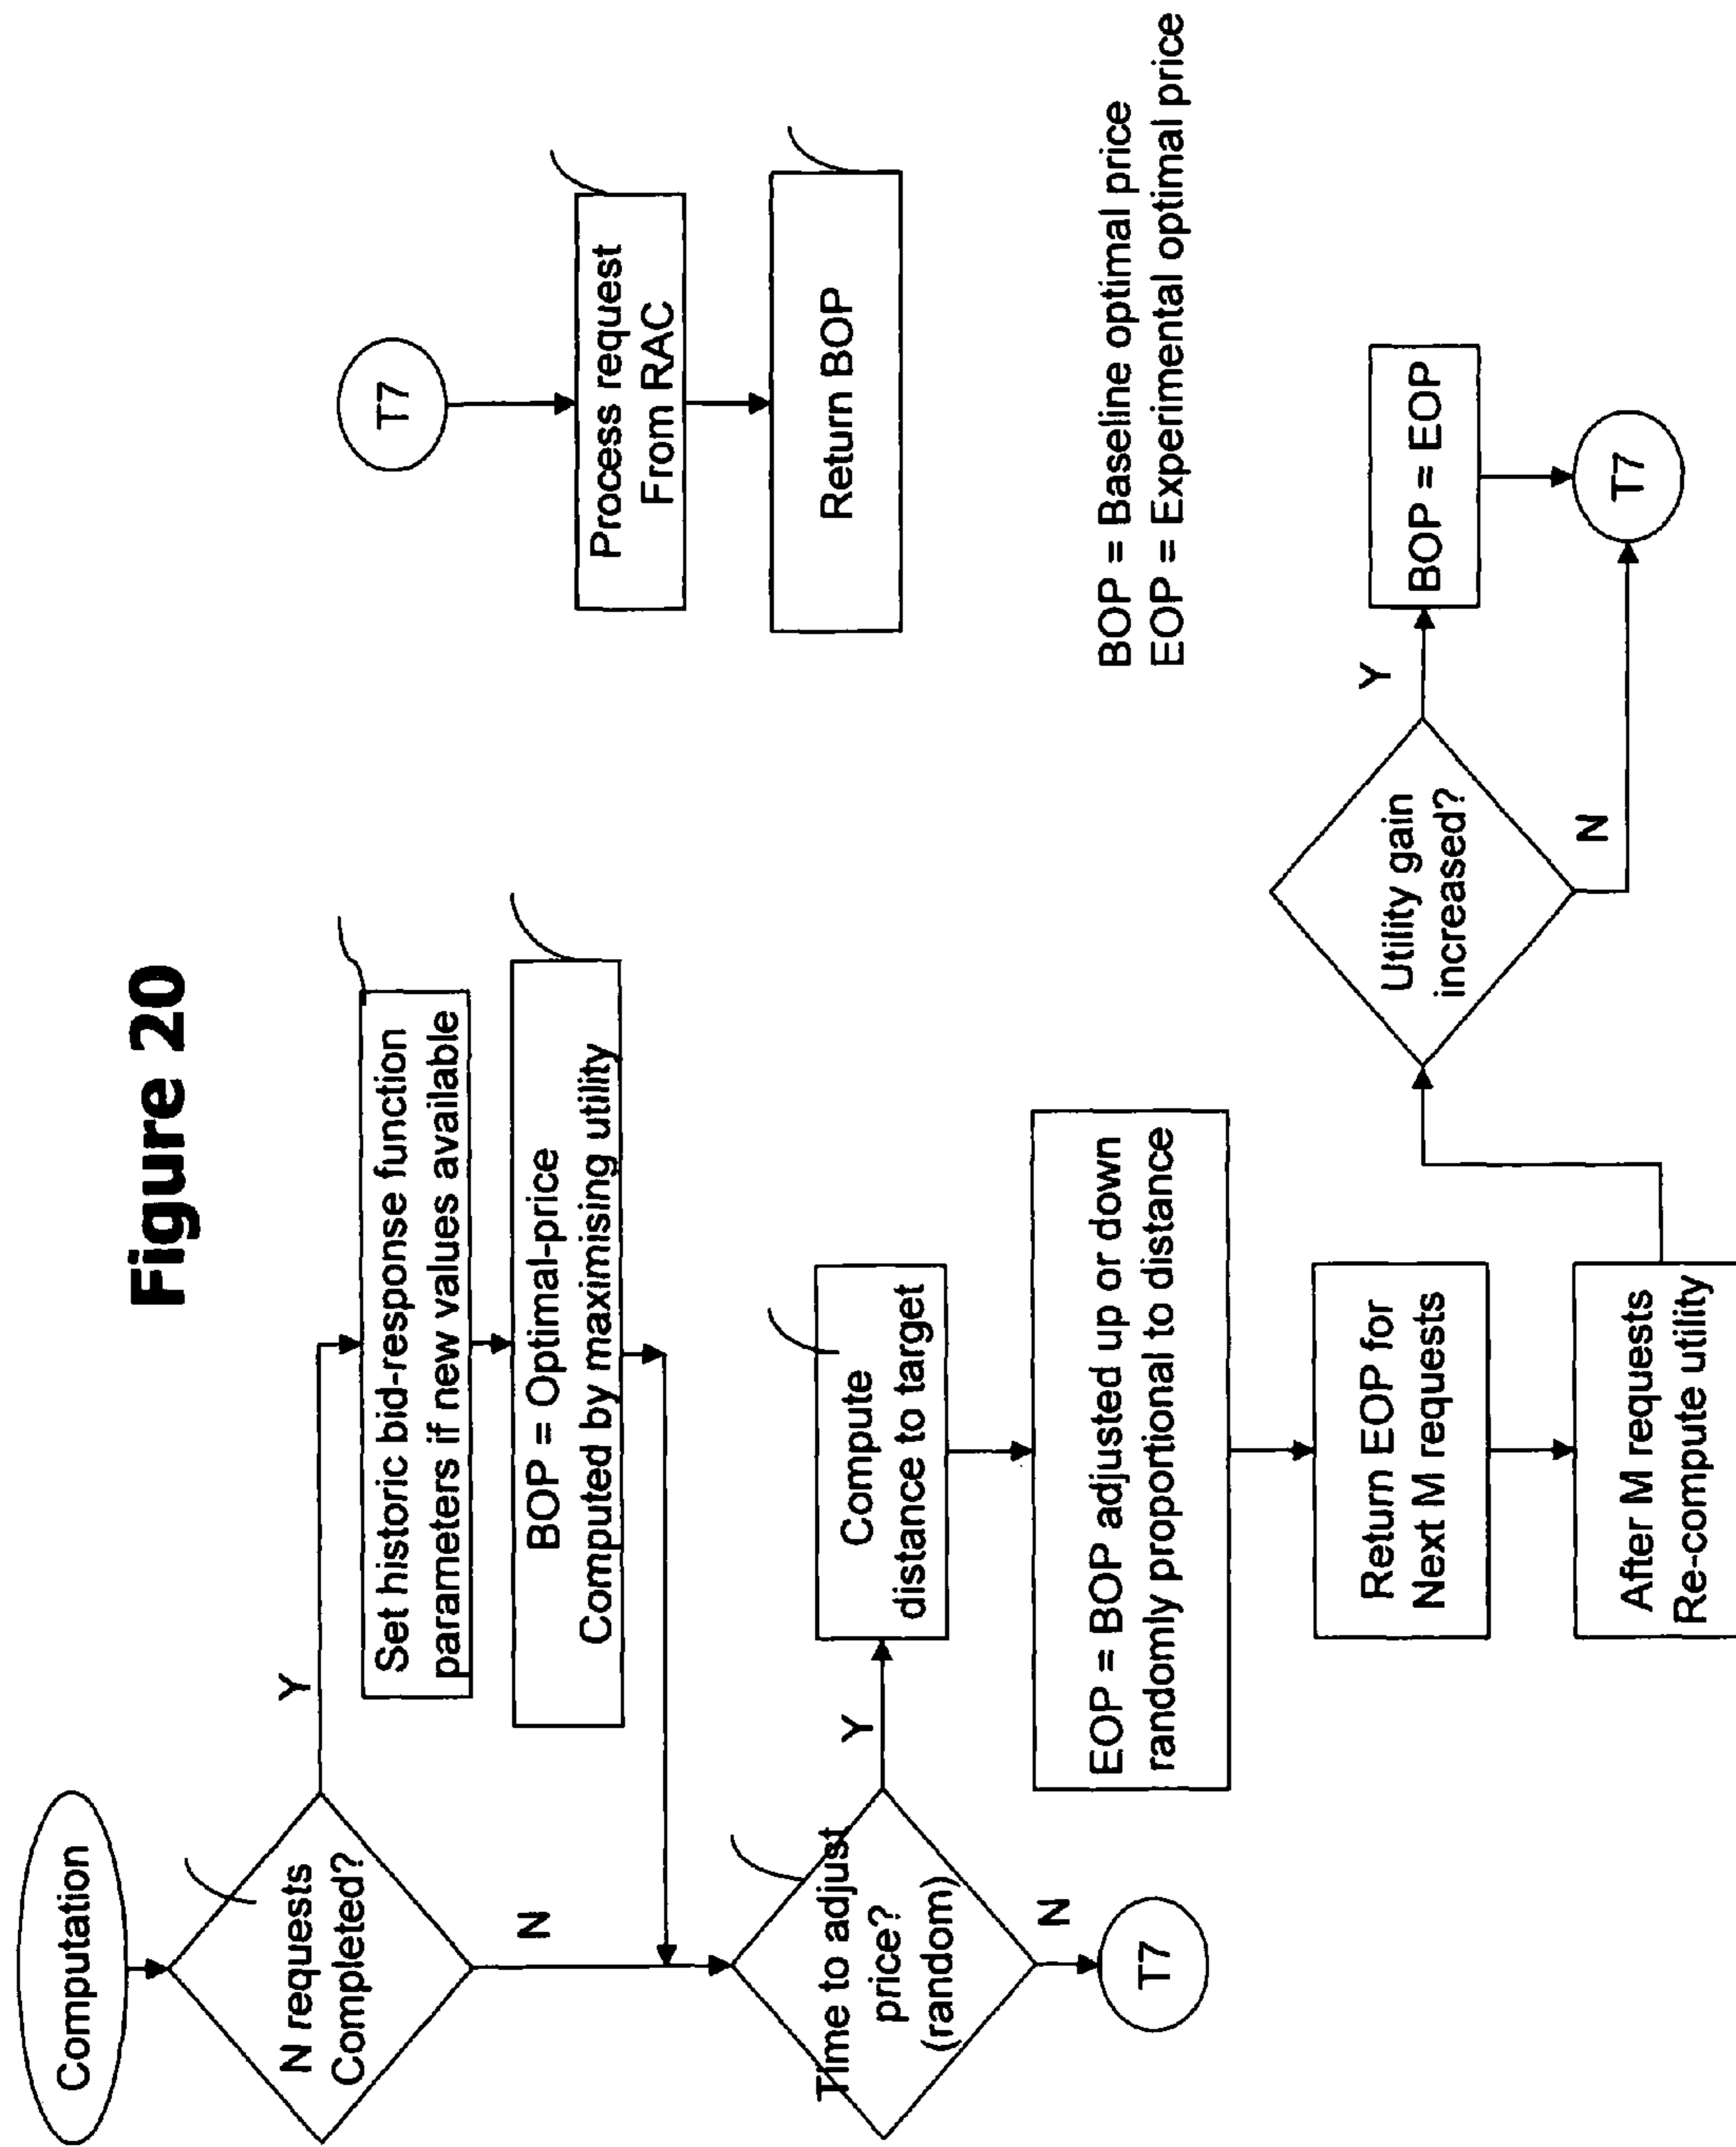 Figure 20
Computation
N requests
Completed?
Y
N
Set historic bid-response function
parameters if new values available
BOP = Optimal-price
Computed by maximising utility
Time to adjust
price?
(random)
Y
N
T7
Compute
distance to target
EOP = BOP adjusted up or down
randomly proportional to distance
Return EOP for
Next M requests
After M requests
Re-compute utility
Utility gain
increased?
Y
N
BOP = EOP
T7
T7
Process request
From RAC
Return BOP
BOP = Baseline optimal price
EOP = Experimental optimal price